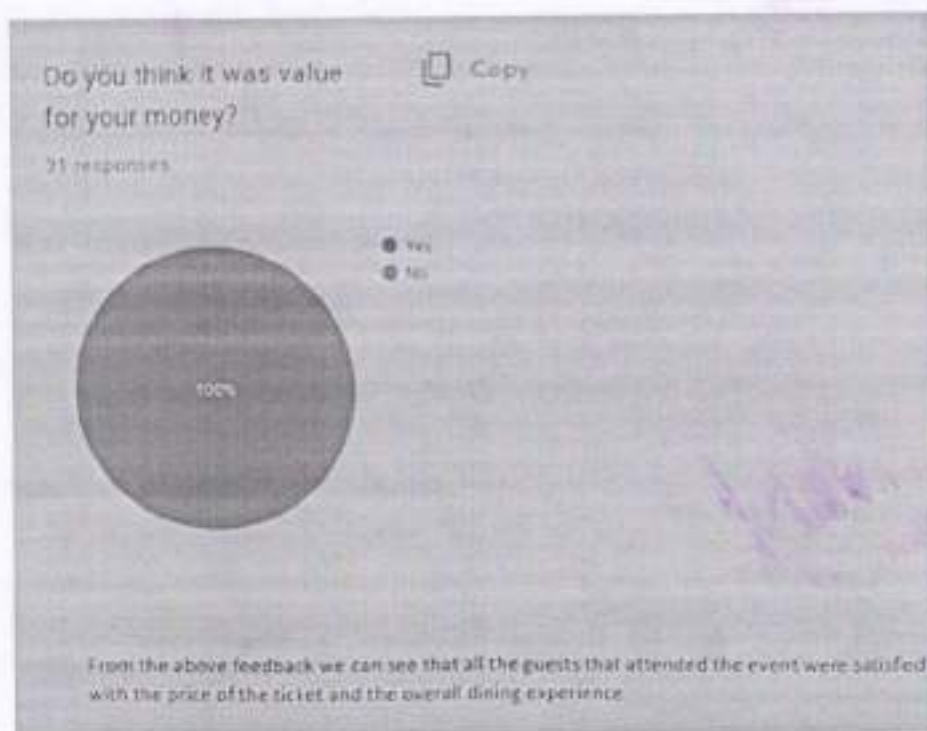 Do you think it was value
for your money?
Copy
responses
Yes
No
100%
From the above feedback we can see that all the guests that attended the event were satisfied
with the price of the ticket and the overall dining experience